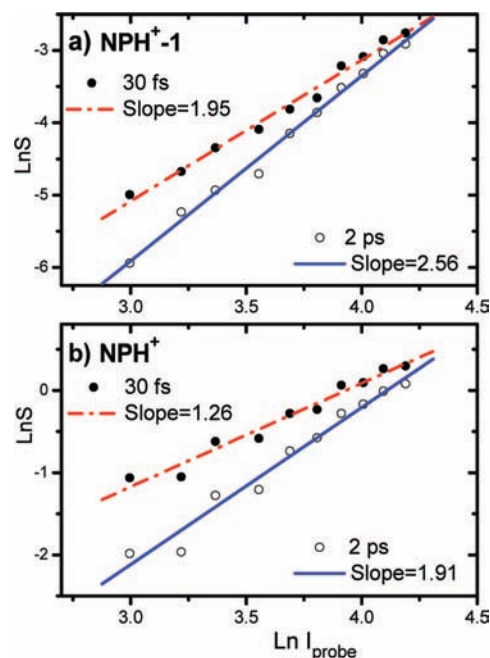 a) NPH⁺-1
30 fs
Slope=1.95
2 ps
Slope=2.56
LnS
-3
-4
-5
-6
3.0
3.5
4.0
4.5
b) NPH⁺
30 fs
Slope=1.26
2 ps
Slope=1.91
LnS
0
-1
-2
3.0
3.5
4.0
4.5
Ln I_probe